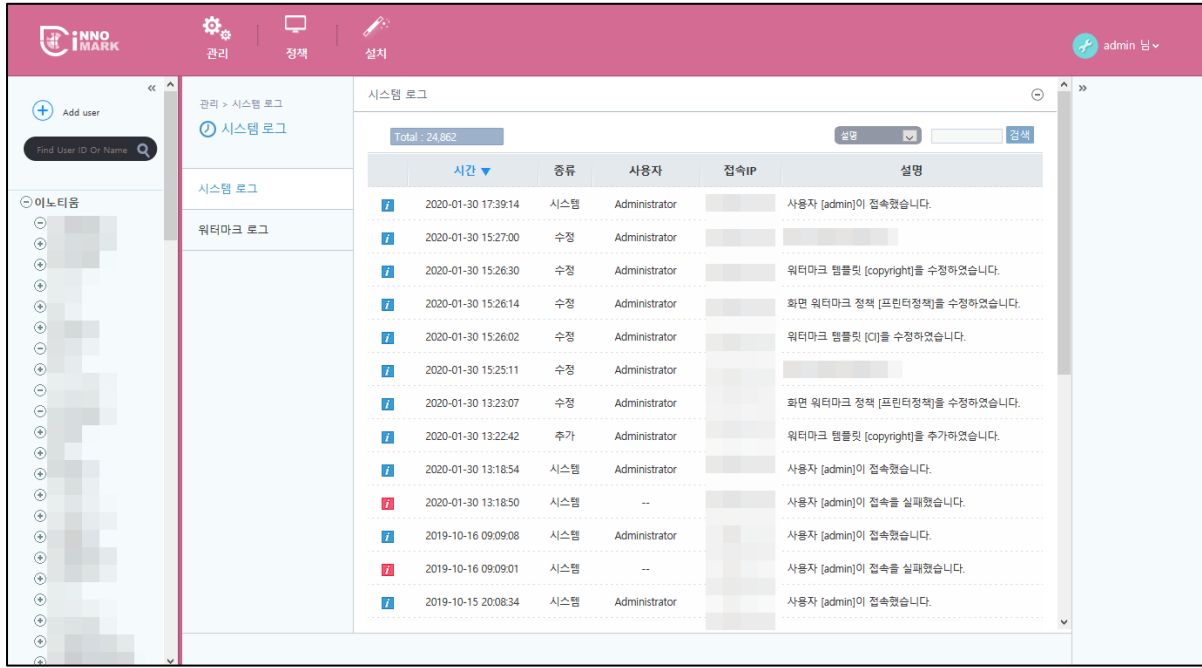 iNNO
MARK
관리
정책
설치
admin 님
Add user
Find User ID Or Name
이노티움
관리 > 시스템 로그
시스템 로그
시스템 로그
워터마크 로그
시스템 로그
Total : 24,862
설명
검색
시간 ▼ 종류 사용자 접속IP 설명
2020-01-30 17:39:14 시스템 Administrator 사용자 [admin]이 접속했습니다.
2020-01-30 15:27:00 수정 Administrator
2020-01-30 15:26:30 수정 Administrator 워터마크 템플릿 [copyright]을 수정하였습니다.
2020-01-30 15:26:14 수정 Administrator 화면 워터마크 정책 [프린터정책]을 수정하였습니다.
2020-01-30 15:26:02 수정 Administrator 워터마크 템플릿 [CI]을 수정하였습니다.
2020-01-30 15:25:11 수정 Administrator
2020-01-30 13:23:07 수정 Administrator 화면 워터마크 정책 [프린터정책]을 수정하였습니다.
2020-01-30 13:22:42 추가 Administrator 워터마크 템플릿 [copyright]을 추가하였습니다.
2020-01-30 13:18:54 시스템 Administrator 사용자 [admin]이 접속했습니다.
2020-01-30 13:18:50 시스템 -- 사용자 [admin]이 접속을 실패했습니다.
2019-10-16 09:09:08 시스템 Administrator 사용자 [admin]이 접속했습니다.
2019-10-16 09:09:01 시스템 -- 사용자 [admin]이 접속을 실패했습니다.
2019-10-15 20:08:34 시스템 Administrator 사용자 [admin]이 접속했습니다.